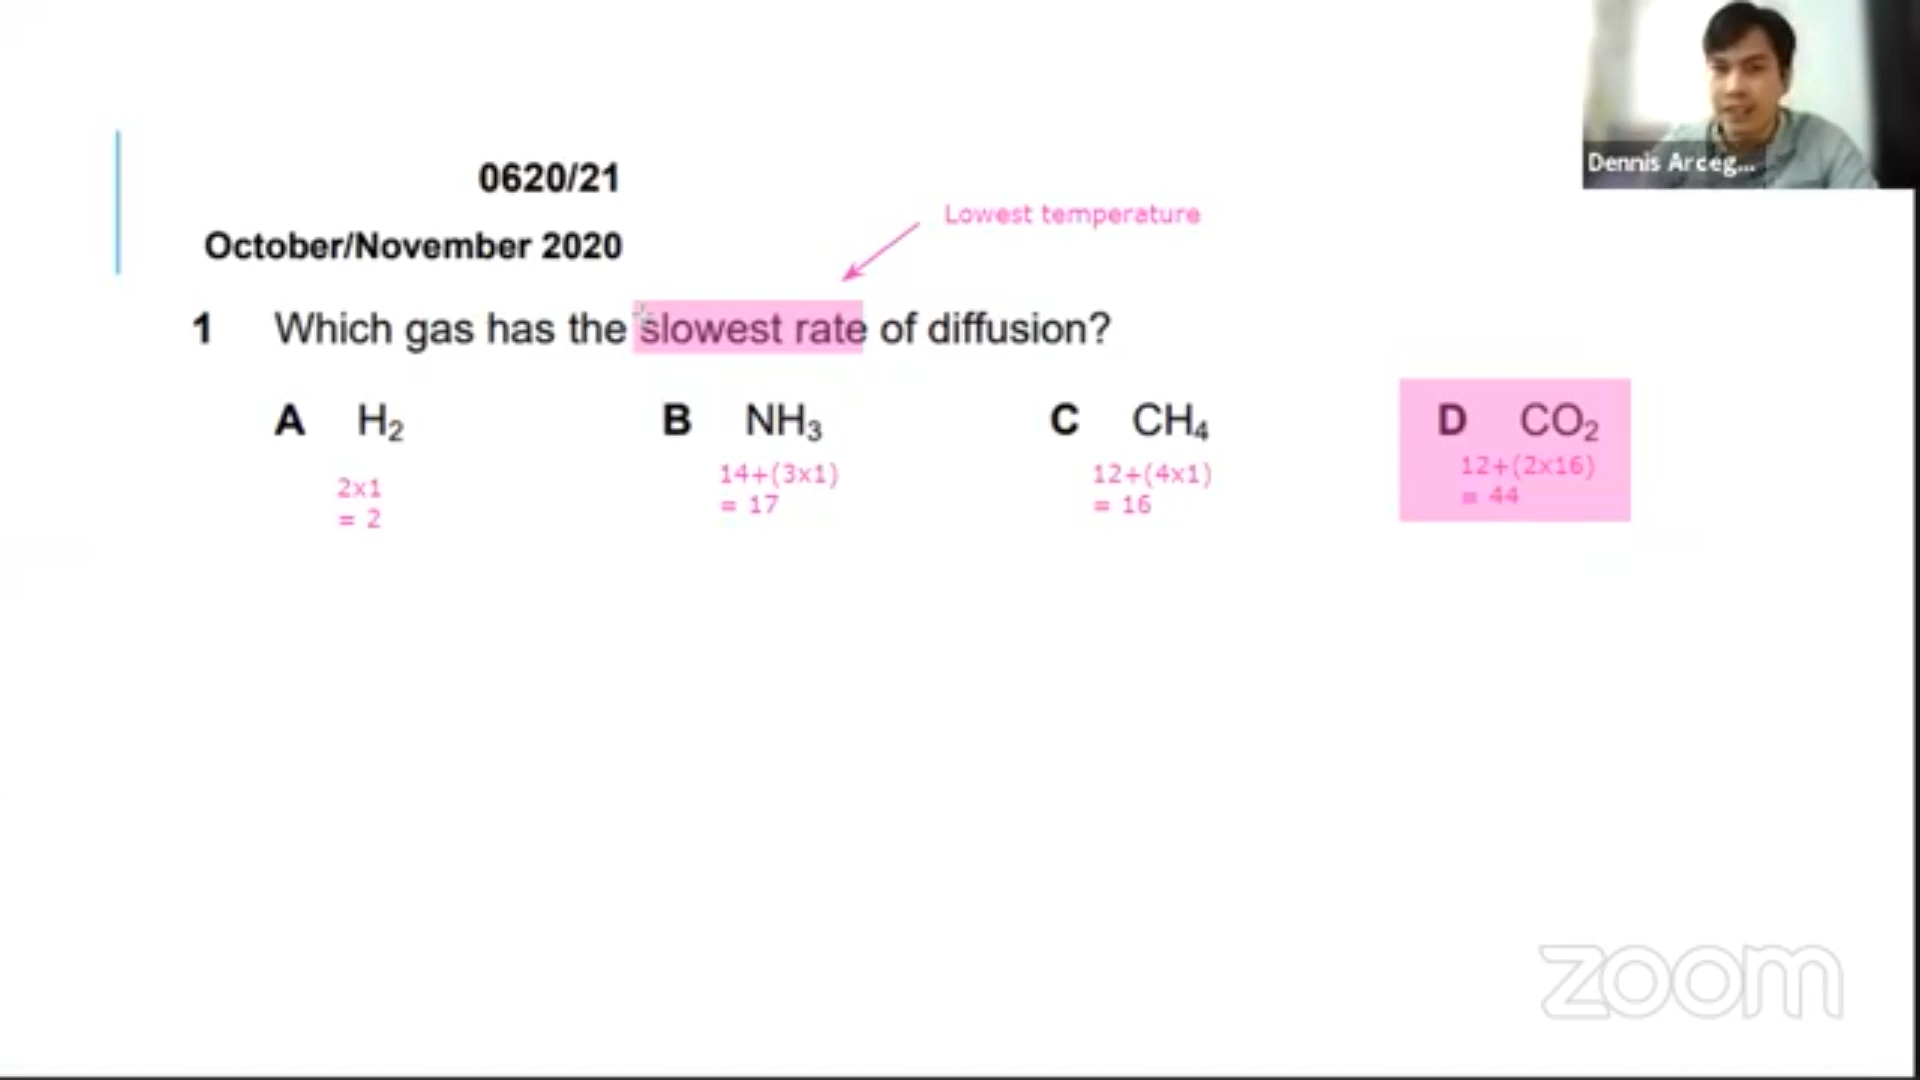 Dennis Arceg...
0620/21
Lowest temperature
October/November 2020
1 Which gas has the slowest rate of diffusion?
A H₂ B NH₃ C CH₄ D CO₂
2x1 14+(3x1) 12+(4x1) 12+(2x16)
= 2 = 17 = 16 = 44
zoom